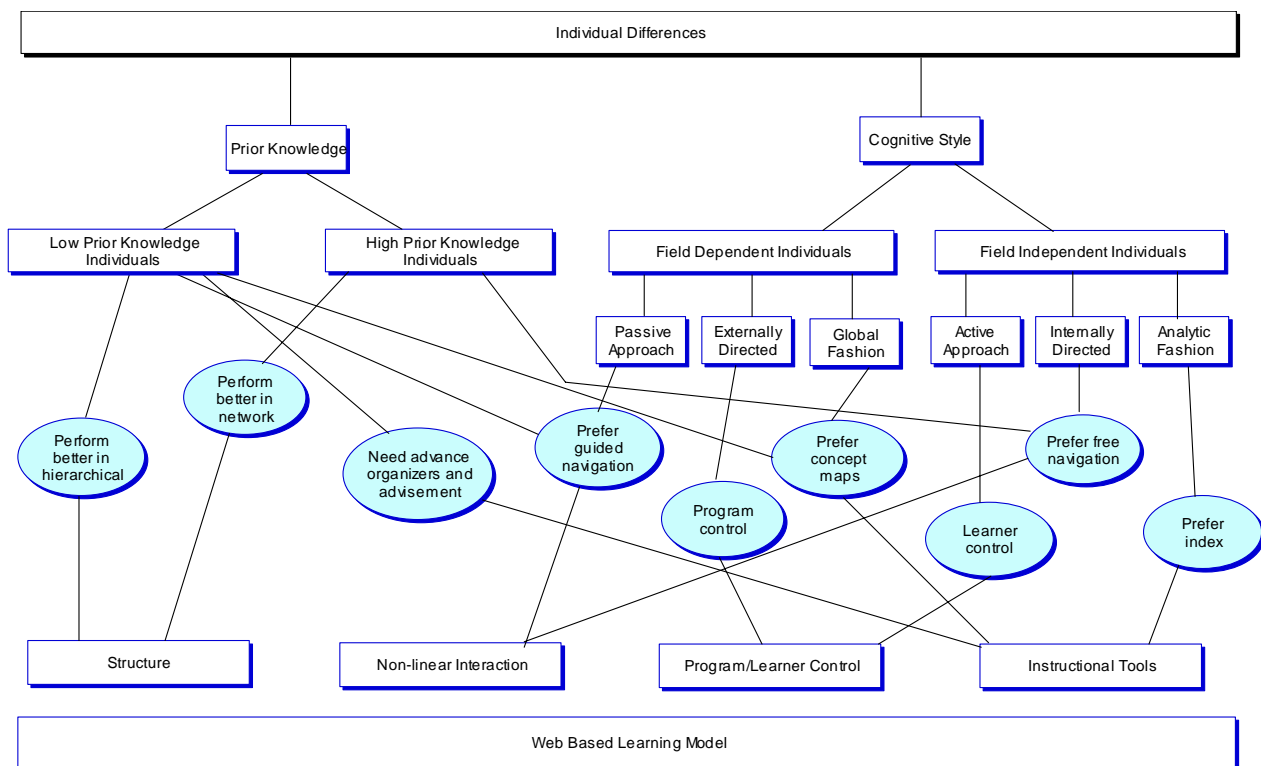 Individual Differences
Prior Knowledge
Cognitive Style
Low Prior Knowledge
Individuals
High Prior Knowledge
Individuals
Field Dependent Individuals
Field Independent Individuals
Passive
Approach
Externally
Directed
Global
Fashion
Active
Approach
Internally
Directed
Analytic
Fashion
Perform
better in
hierarchical
Perform
better in
network
Need advance
organizers and
advisement
Prefer
guided
navigation
Program
control
Prefer
concept
maps
Learner
control
Prefer free
navigation
Prefer
index
Structure
Non-linear Interaction
Program/Learner Control
Instructional Tools
Web Based Learning Model